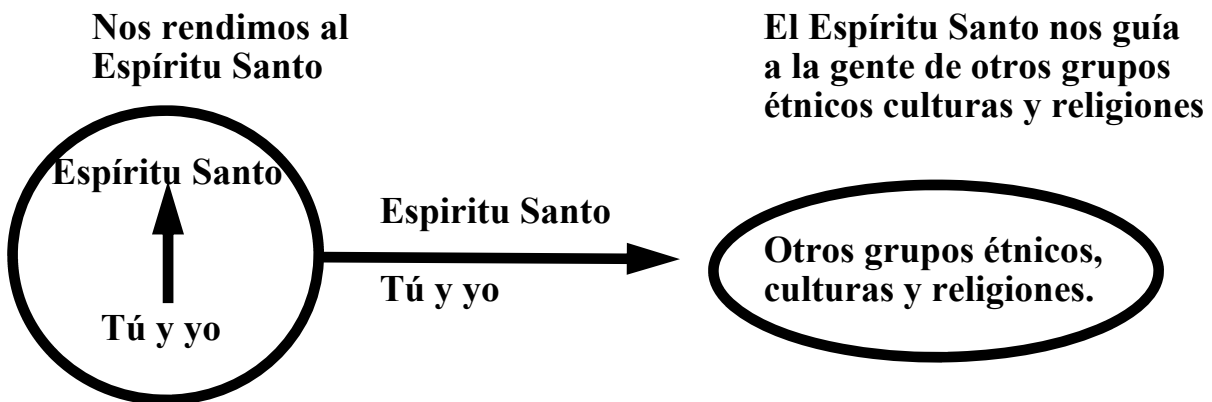 Nos rendimos al
Espíritu Santo
El Espíritu Santo nos guía
a la gente de otros grupos
étnicos culturas y religiones
Espíritu Santo
Tú y yo
Espiritu Santo
Tú y yo
Otros grupos étnicos,
culturas y religiones.